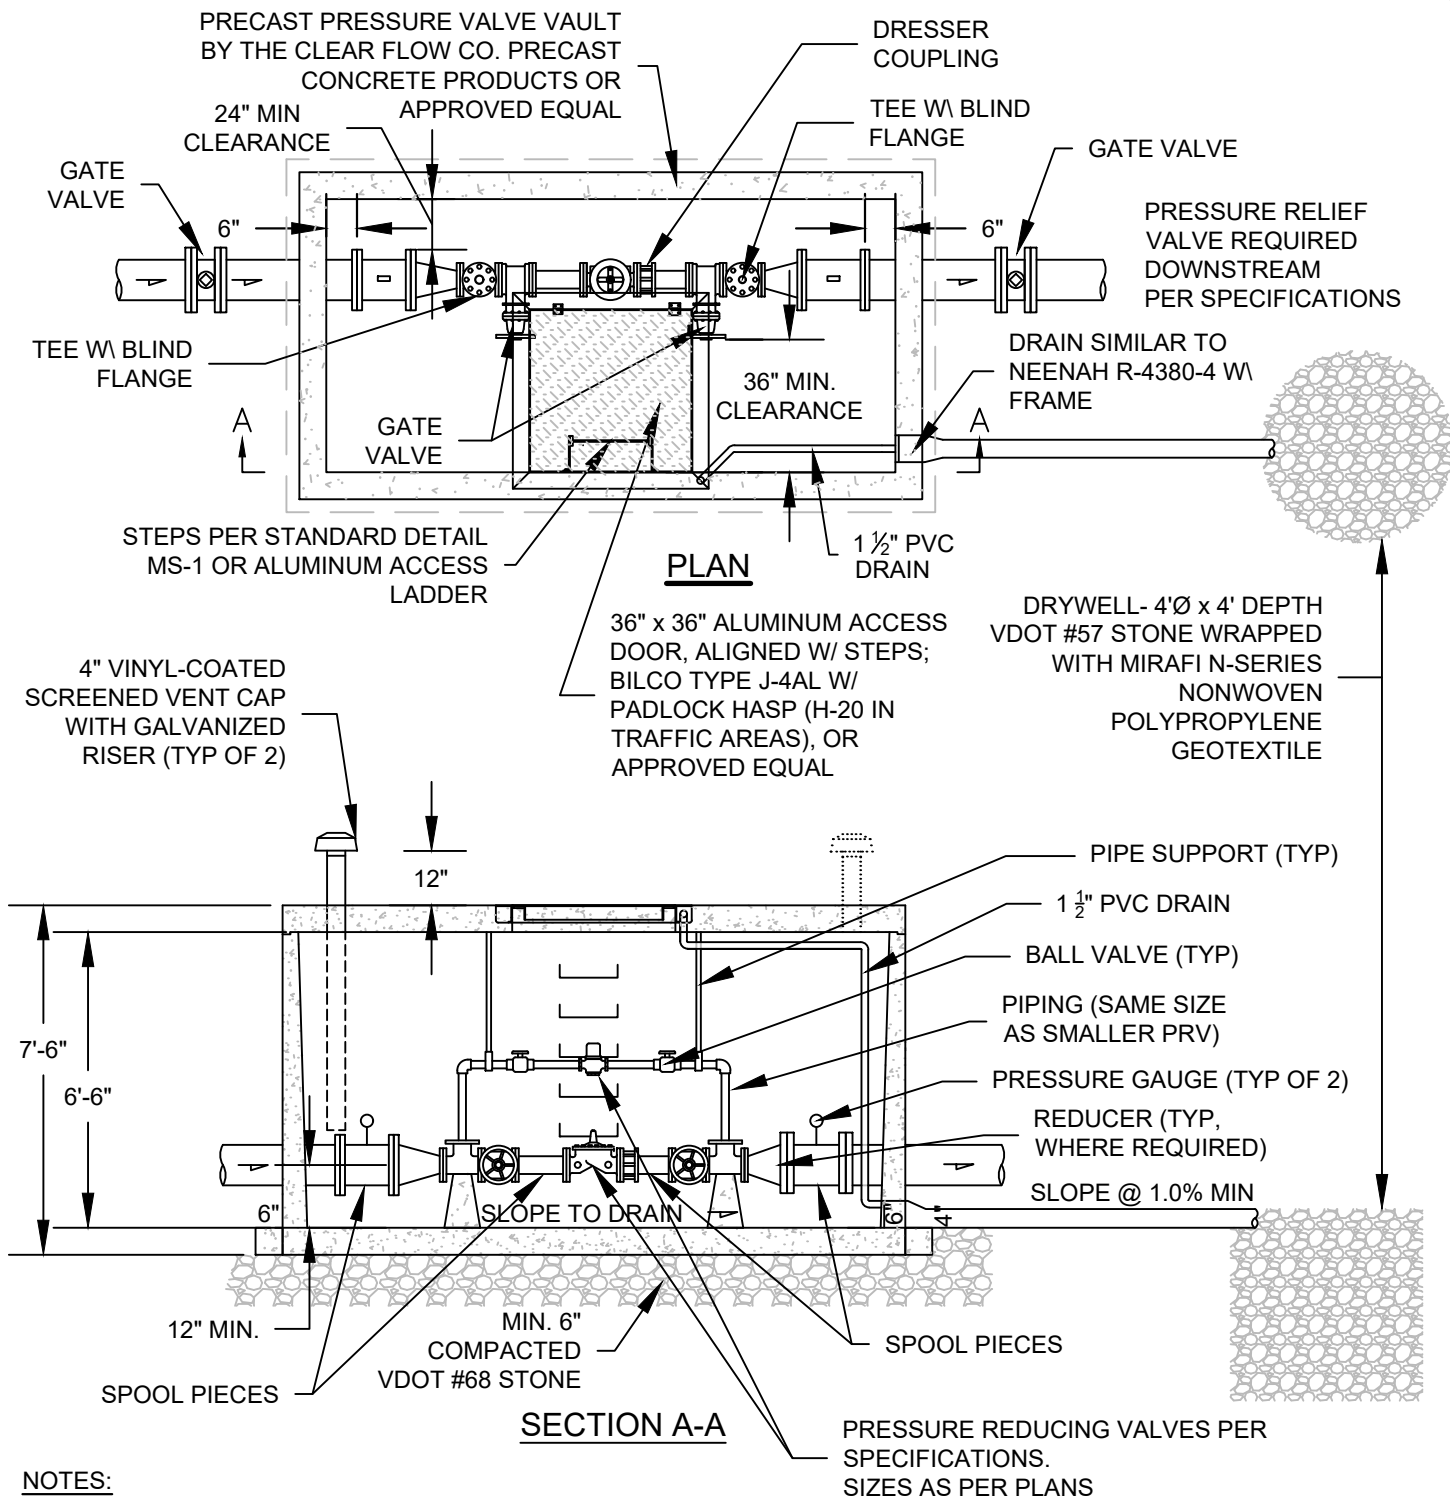 PRECAST PRESSURE VALVE VAULT
BY THE CLEAR FLOW CO. PRECAST
CONCRETE PRODUCTS OR
APPROVED EQUAL
DRESSER
COUPLING
24" MIN
CLEARANCE
TEE W\ BLIND
FLANGE
GATE
VALVE
GATE VALVE
6"
6"
PRESSURE RELIEF
VALVE REQUIRED
DOWNSTREAM
PER SPECIFICATIONS
TEE W\ BLIND
FLANGE
DRAIN SIMILAR TO
NEENAH R-4380-4 W\
FRAME
36" MIN.
CLEARANCE
GATE
VALVE
A
A
STEPS PER STANDARD DETAIL
MS-1 OR ALUMINUM ACCESS
LADDER
1 ½" PVC
DRAIN
PLAN
36" x 36" ALUMINUM ACCESS
DOOR, ALIGNED W/ STEPS;
BILCO TYPE J-4AL W/
PADLOCK HASP (H-20 IN
TRAFFIC AREAS), OR
APPROVED EQUAL
DRYWELL- 4'Ø x 4' DEPTH
VDOT #57 STONE WRAPPED
WITH MIRAFI N-SERIES
NONWOVEN
POLYPROPYLENE
GEOTEXTILE
4" VINYL-COATED
SCREENED VENT CAP
WITH GALVANIZED
RISER (TYP OF 2)
12"
PIPE SUPPORT (TYP)
1 ½" PVC DRAIN
BALL VALVE (TYP)
PIPING (SAME SIZE
AS SMALLER PRV)
7'-6"
6'-6"
PRESSURE GAUGE (TYP OF 2)
REDUCER (TYP,
WHERE REQUIRED)
SLOPE @ 1.0% MIN
6"
SLOPE TO DRAIN
6"
4"
12" MIN.
MIN. 6"
COMPACTED
VDOT #68 STONE
SPOOL PIECES
SPOOL PIECES
SECTION A-A
PRESSURE REDUCING VALVES PER
SPECIFICATIONS.
SIZES AS PER PLANS
NOTES: